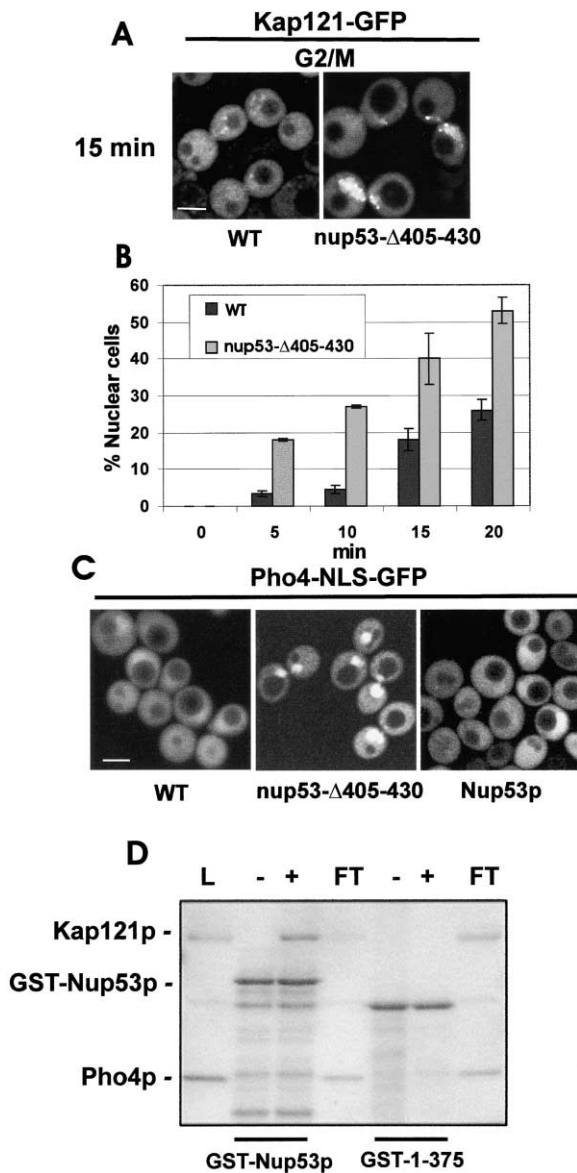 A
Kap121-GFP
G2/M
15 min
WT
nup53-Δ405-430
B
60
50
40
30
20
10
0
% Nuclear cells
WT
nup53-Δ405-430
0 5 10 15 20
min
C
Pho4-NLS-GFP
WT
nup53-Δ405-430
Nup53p
D
L - + FT - + FT
Kap121p -
GST-Nup53p -
Pho4p -
GST-Nup53p
GST-1-375